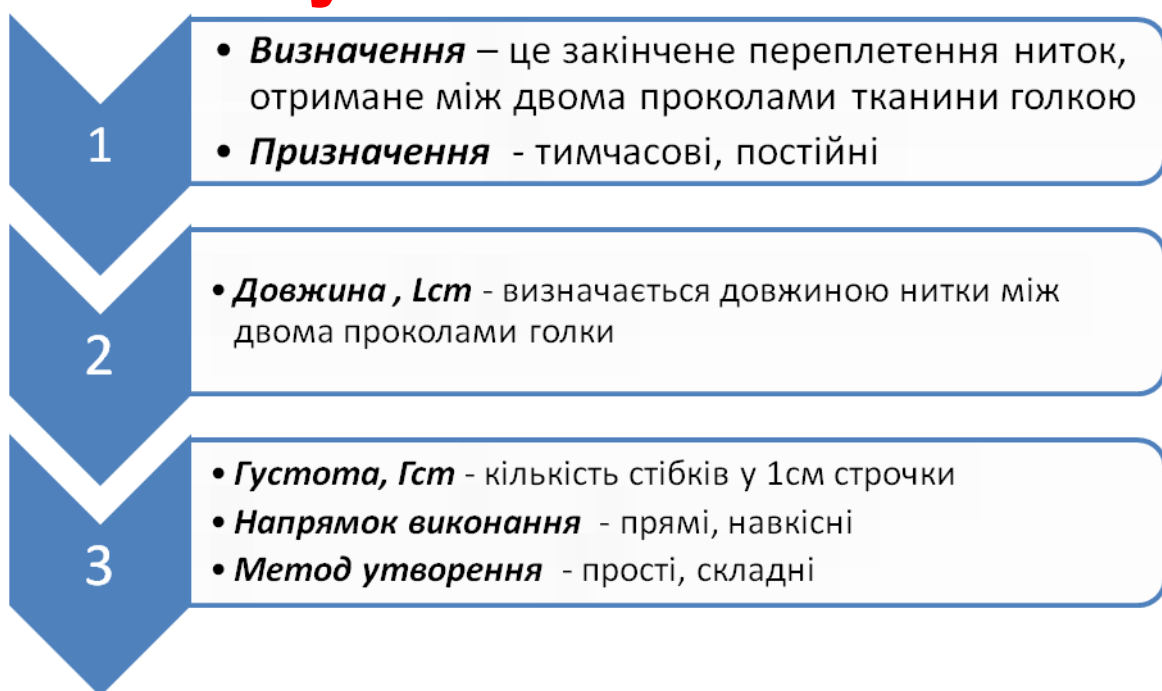 1
• Визначення – це закінчене переплетення ниток,
отримане між двома проколами тканини голкою
• Призначення - тимчасові, постійні
2
• Довжина , Lст - визначається довжиною нитки між
двома проколами голки
3
• Густота, Гст - кількість стібків у 1см строчки
• Напрямок виконання - прямі, навкісні
• Метод утворення - прості, складні